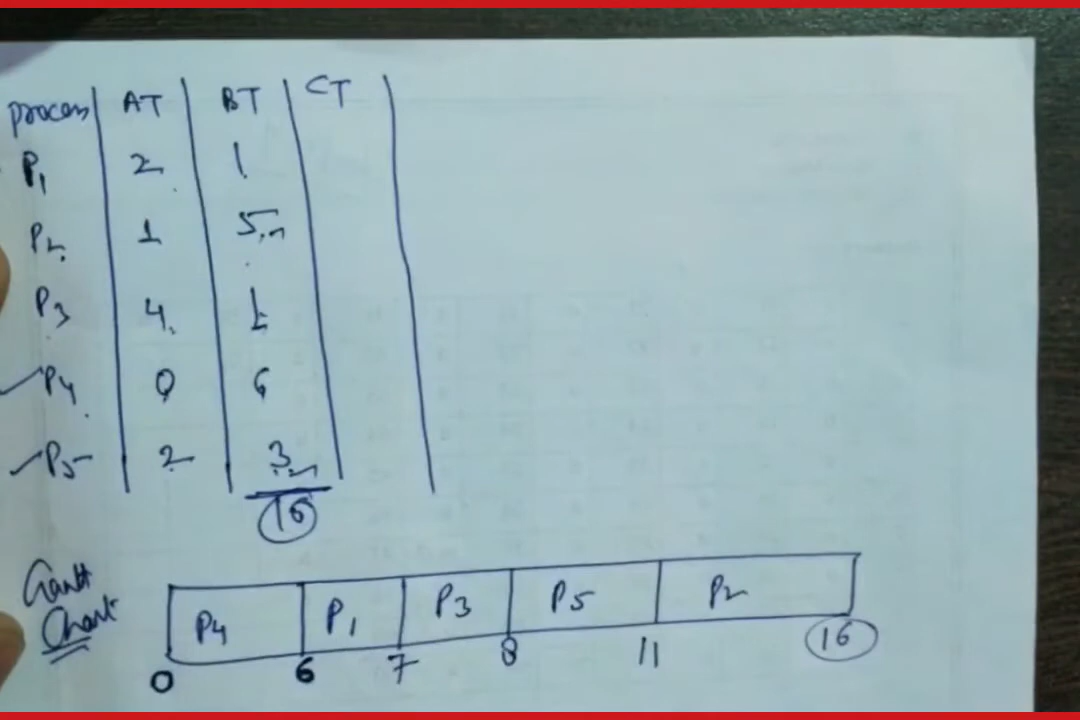 process AT BT CT
P1 2 1
P2 1 5
P3 4 1
P4 0 6
P5 2 3
16
Gantt
Chart
P4 P1 P3 P5 P2
0 6 7 8 11 16